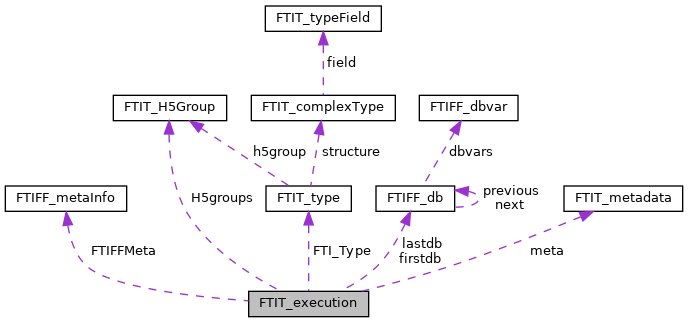 FTIT_typeField
field
FTIT_H5Group
FTIT_complexType
FTIFF_dbvar
h5group
structure
dbvars
FTIFF_metaInfo
H5groups
FTIT_type
FTIFF_db
previous
next
FTIT_metadata
FTIFFMeta
FTI_Type
lastdb
firstdb
meta
FTIT_execution